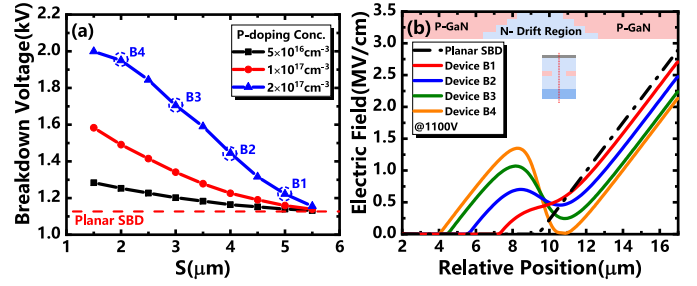 (a)
P-doping Conc.
5×10¹⁶cm⁻³
1×10¹⁷cm⁻³
2×10¹⁷cm⁻³
B4
B3
B2
B1
Planar SBD
Breakdown Voltage(kV)
2.2
2.0
1.8
1.6
1.4
1.2
1.0
1 2 3 4 5 6
S(μm)
P-GaN N- Drift Region P-GaN
(b)
Planar SBD
Device B1
Device B2
Device B3
Device B4
@1100V
Electric Field(MV/cm)
3.5
3.0
2.5
2.0
1.5
1.0
0.5
0.0
2 4 6 8 10 12 14 16
Relative Position(μm)